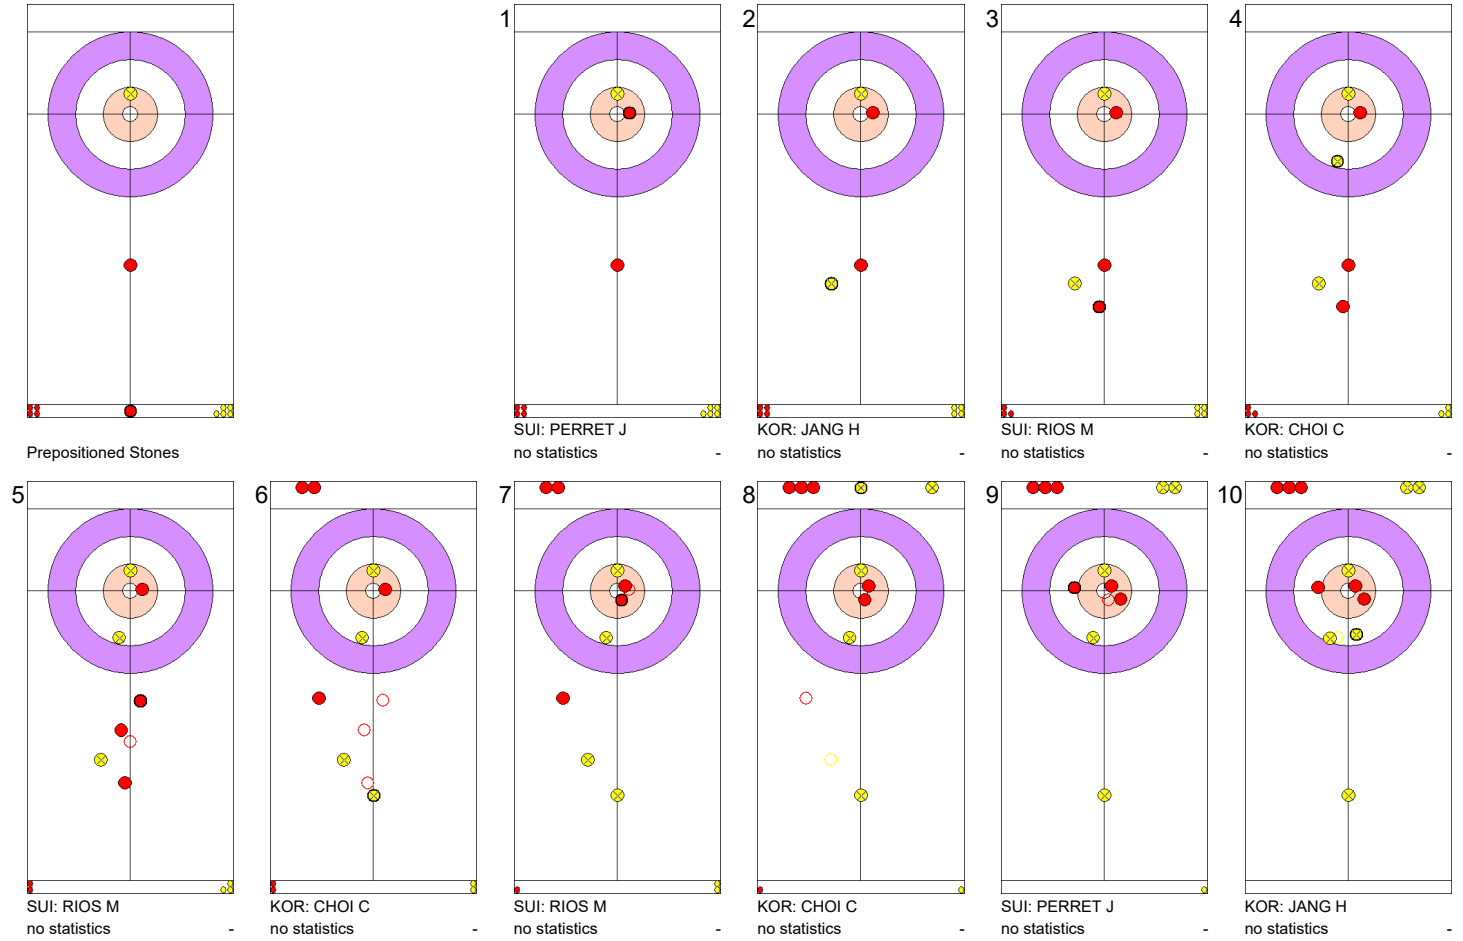 1
2
3
4
Prepositioned Stones
SUI: PERRET J
no statistics -
KOR: JANG H
no statistics -
SUI: RIOS M
no statistics -
KOR: CHOI C
no statistics -
5
6
7
8
9
10
SUI: RIOS M
no statistics -
KOR: CHOI C
no statistics -
SUI: RIOS M
no statistics -
KOR: CHOI C
no statistics -
SUI: PERRET J
no statistics -
KOR: JANG H
no statistics -